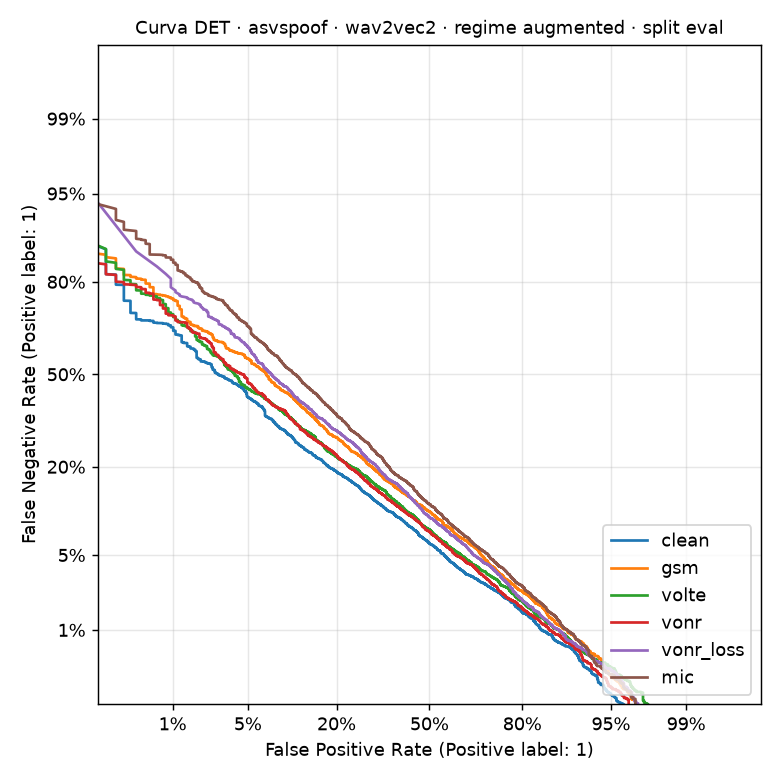 Curva DET · asvspoof · wav2vec2 · regime augmented · split eval
99%
95%
80%
50%
20%
5%
1%
False Negative Rate (Positive label: 1)
clean
gsm
volte
vonr
vonr_loss
mic
1%
5%
20%
50%
80%
95%
99%
False Positive Rate (Positive label: 1)